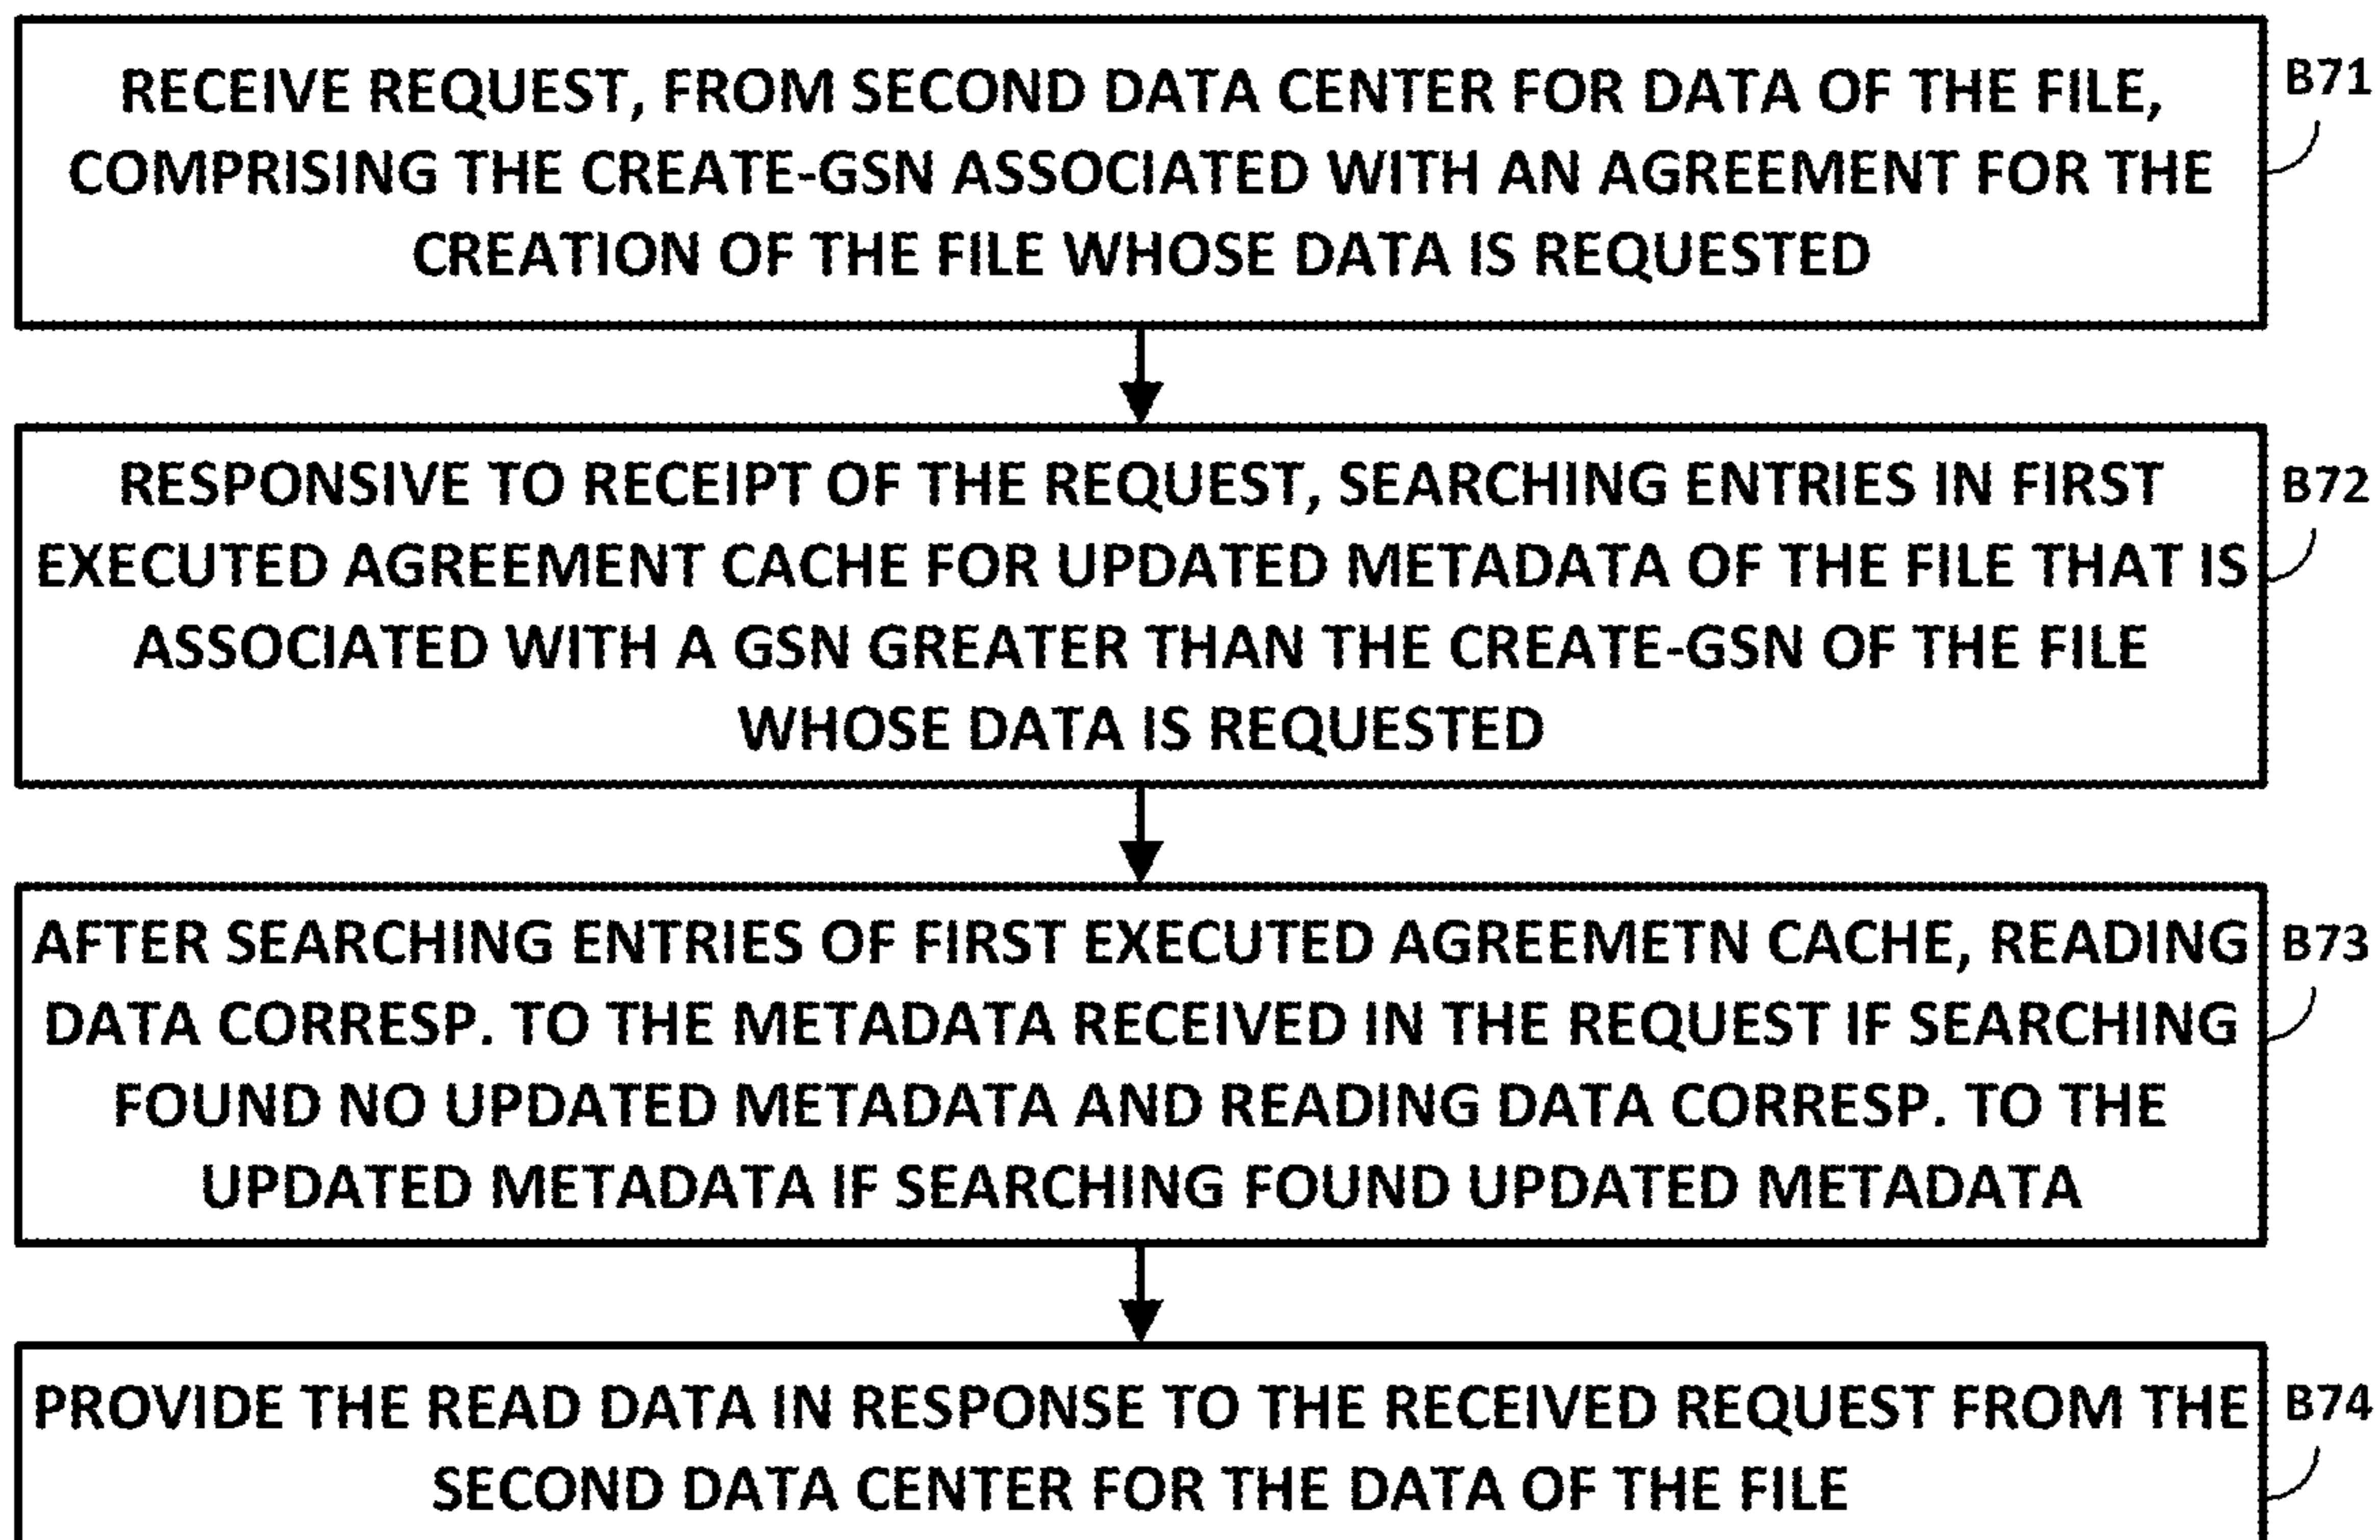 RECEIVE REQUEST, FROM SECOND DATA CENTER FOR DATA OF THE FILE,
COMPRISING THE CREATE-GSN ASSOCIATED WITH AN AGREEMENT FOR THE
CREATION OF THE FILE WHOSE DATA IS REQUESTED
B71
RESPONSIVE TO RECEIPT OF THE REQUEST, SEARCHING ENTRIES IN FIRST
EXECUTED AGREEMENT CACHE FOR UPDATED METADATA OF THE FILE THAT IS
ASSOCIATED WITH A GSN GREATER THAN THE CREATE-GSN OF THE FILE
WHOSE DATA IS REQUESTED
B72
AFTER SEARCHING ENTRIES OF FIRST EXECUTED AGREEMETN CACHE, READING
DATA CORRESP. TO THE METADATA RECEIVED IN THE REQUEST IF SEARCHING
FOUND NO UPDATED METADATA AND READING DATA CORRESP. TO THE
UPDATED METADATA IF SEARCHING FOUND UPDATED METADATA
B73
PROVIDE THE READ DATA IN RESPONSE TO THE RECEIVED REQUEST FROM THE
SECOND DATA CENTER FOR THE DATA OF THE FILE
B74